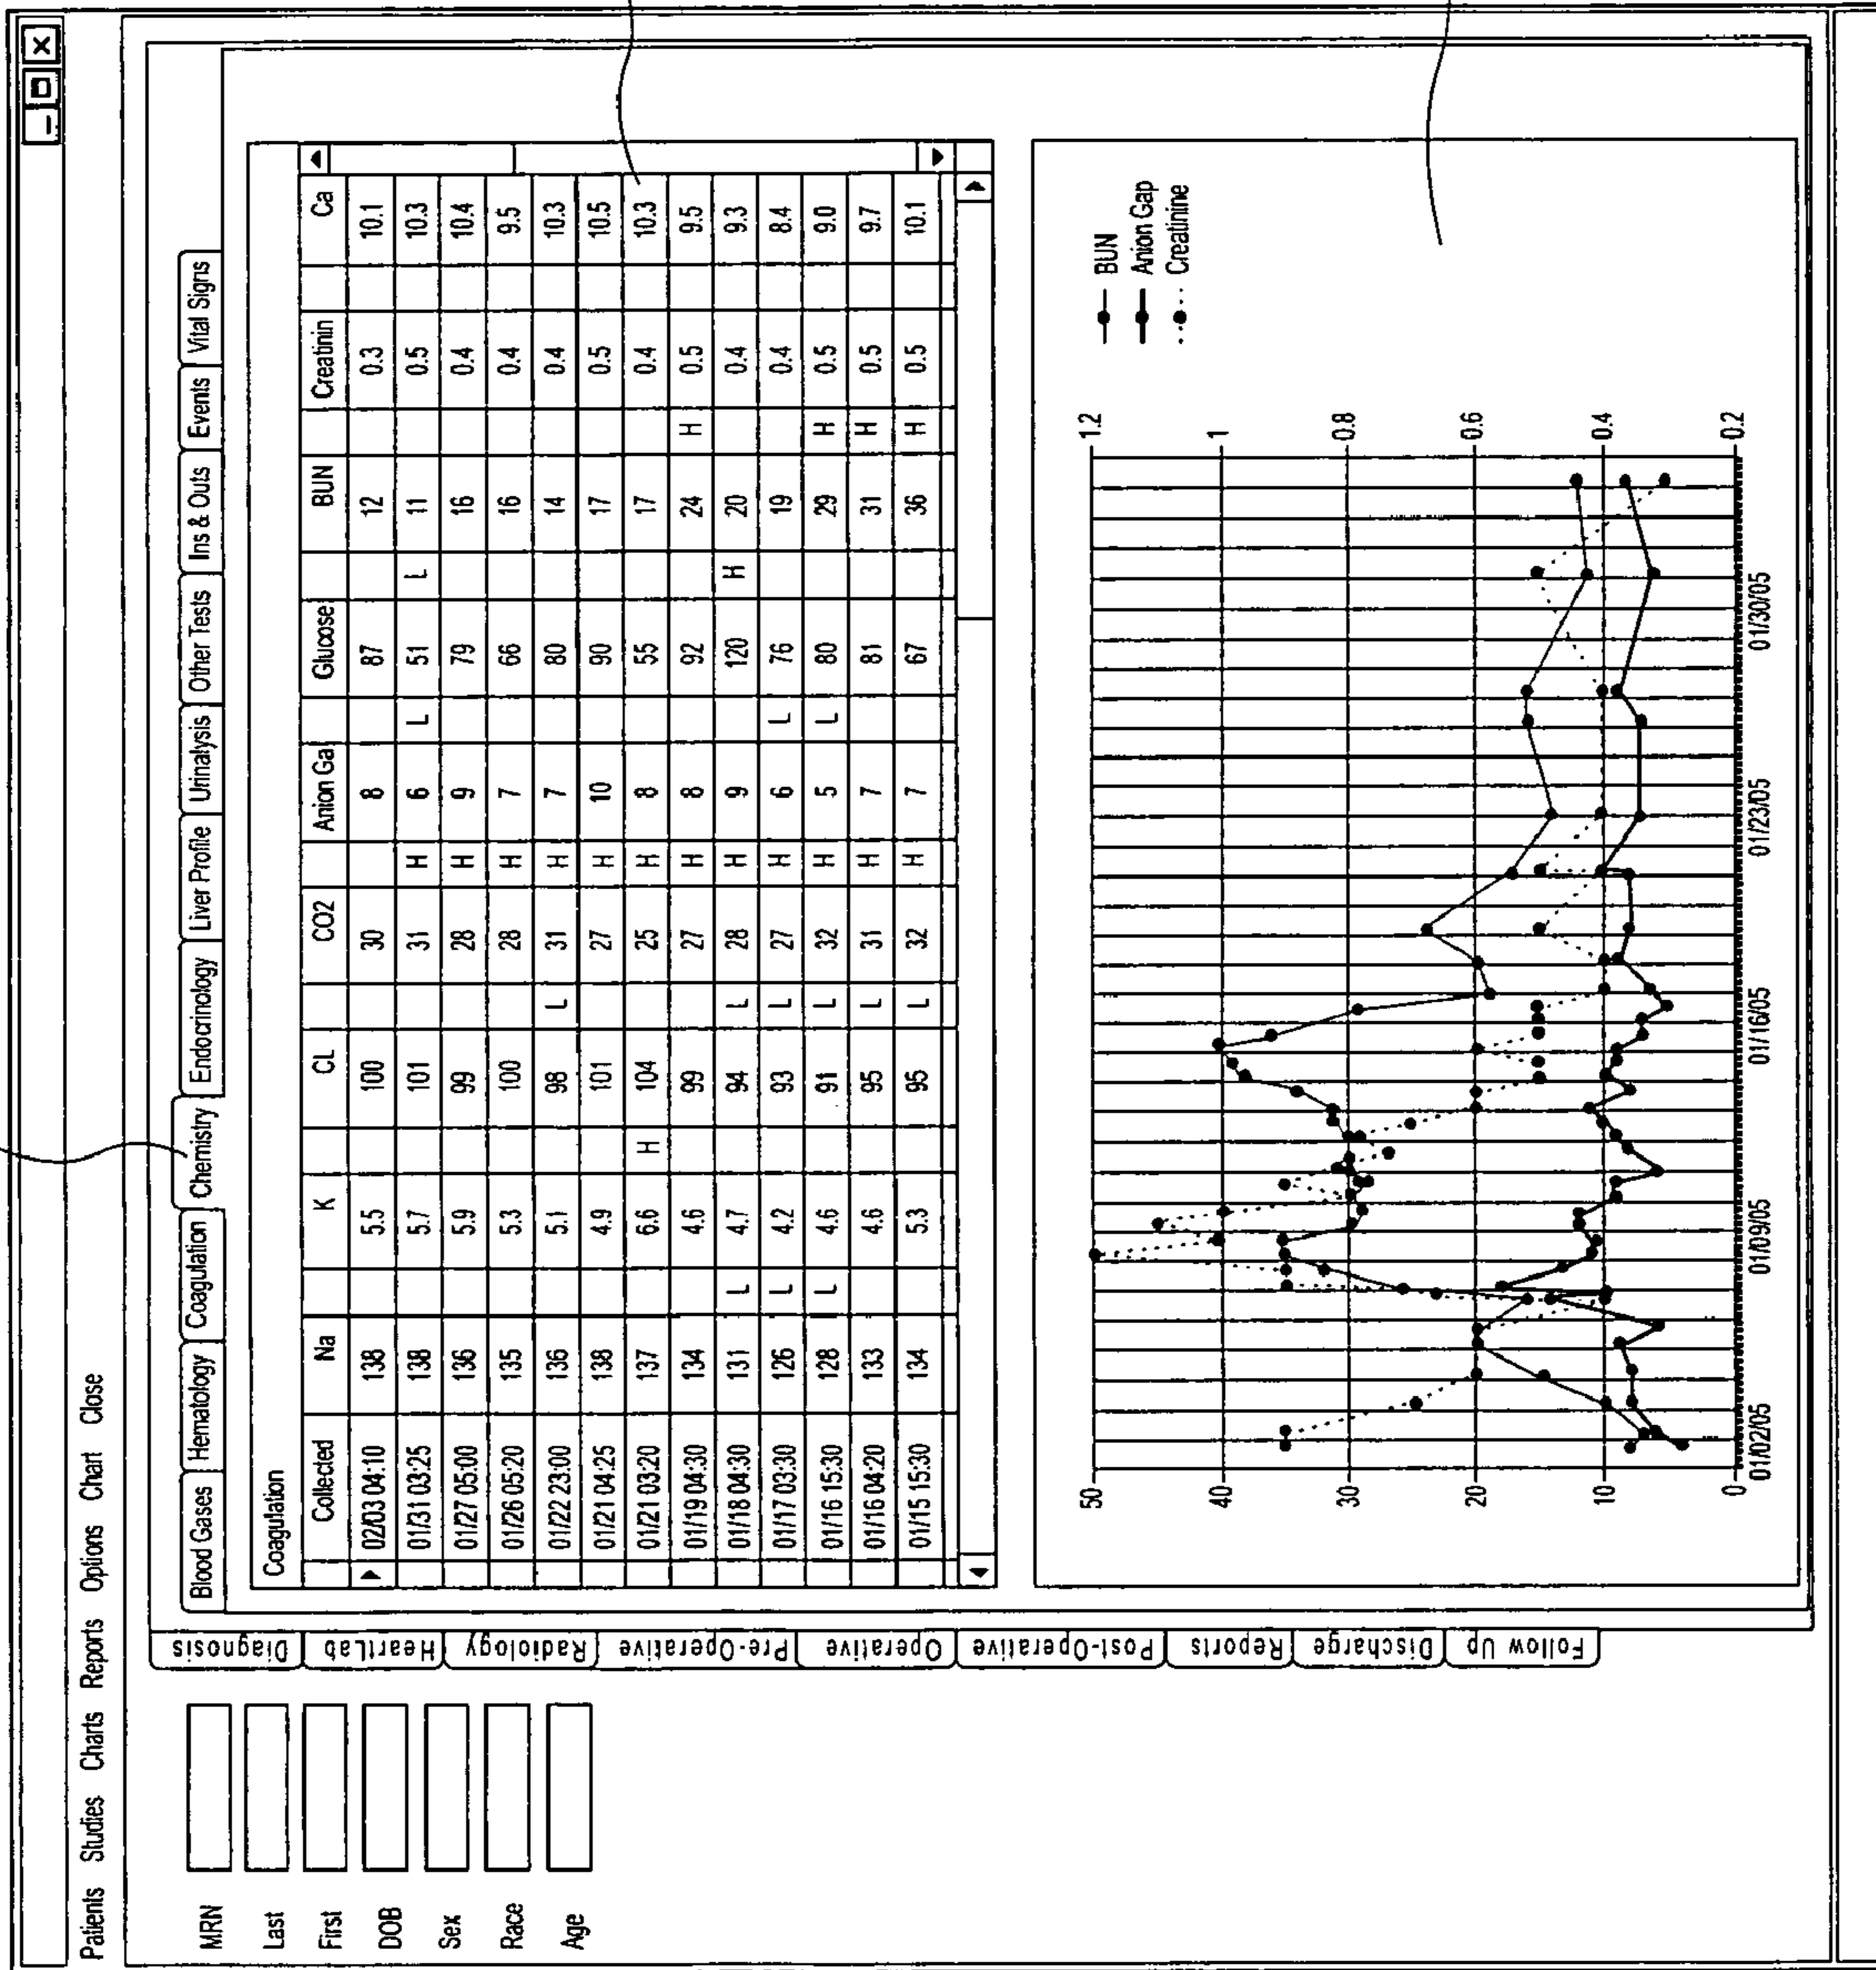 Patients Studies Charts Reports Options Chart Close
MRN
Last
First
DOB
Sex
Race
Age
Diagnosis
HeartLab
Radiology
Pre-Operative
Operative
Post-Operative
Reports
Discharge
Follow Up
Blood Gases Hematology Coagulation Chemistry Endocrinology Liver Profile Urinalysis Other Tests Ins & Outs Events Vital Signs
Coagulation
Collected Na K CL CO2 Anion Ga Glucose BUN Creatinin Ca
02/03 04:10 138 5.5 100 30 8 87 12 0.3 10.1
01/31 03:25 138 5.7 101 31 H 6 L 51 L 11 0.5 10.3
01/27 05:00 136 5.9 99 28 H 9 79 16 0.4 10.4
01/26 05:20 135 5.3 100 28 H 7 66 16 0.4 9.5
01/22 23:00 136 5.1 98 L 31 H 7 80 14 0.4 10.3
01/21 04:25 138 4.9 101 27 H 10 90 17 0.5 10.5
01/21 03:20 137 6.6 H 104 25 H 8 55 17 0.4 10.3
01/19 04:30 134 4.6 99 27 H 8 92 24 H 0.5 9.5
01/18 04:30 131 L 4.7 94 L 28 H 9 120 H 20 0.4 9.3
01/17 03:30 126 L 4.2 93 L 27 H 6 L 76 19 0.4 8.4
01/16 15:30 128 L 4.6 91 L 32 H 5 L 80 29 H 0.5 9.0
01/16 04:20 133 4.6 95 L 31 H 7 81 31 H 0.5 9.7
01/15 15:30 134 5.3 95 L 32 H 7 67 36 H 0.5 10.1
50 1.2
40 1
30 0.8
20 0.6
10 0.4
0 0.2
01/02/05 01/09/05 01/16/05 01/23/05 01/30/05
BUN
Anion Gap
Creatinine